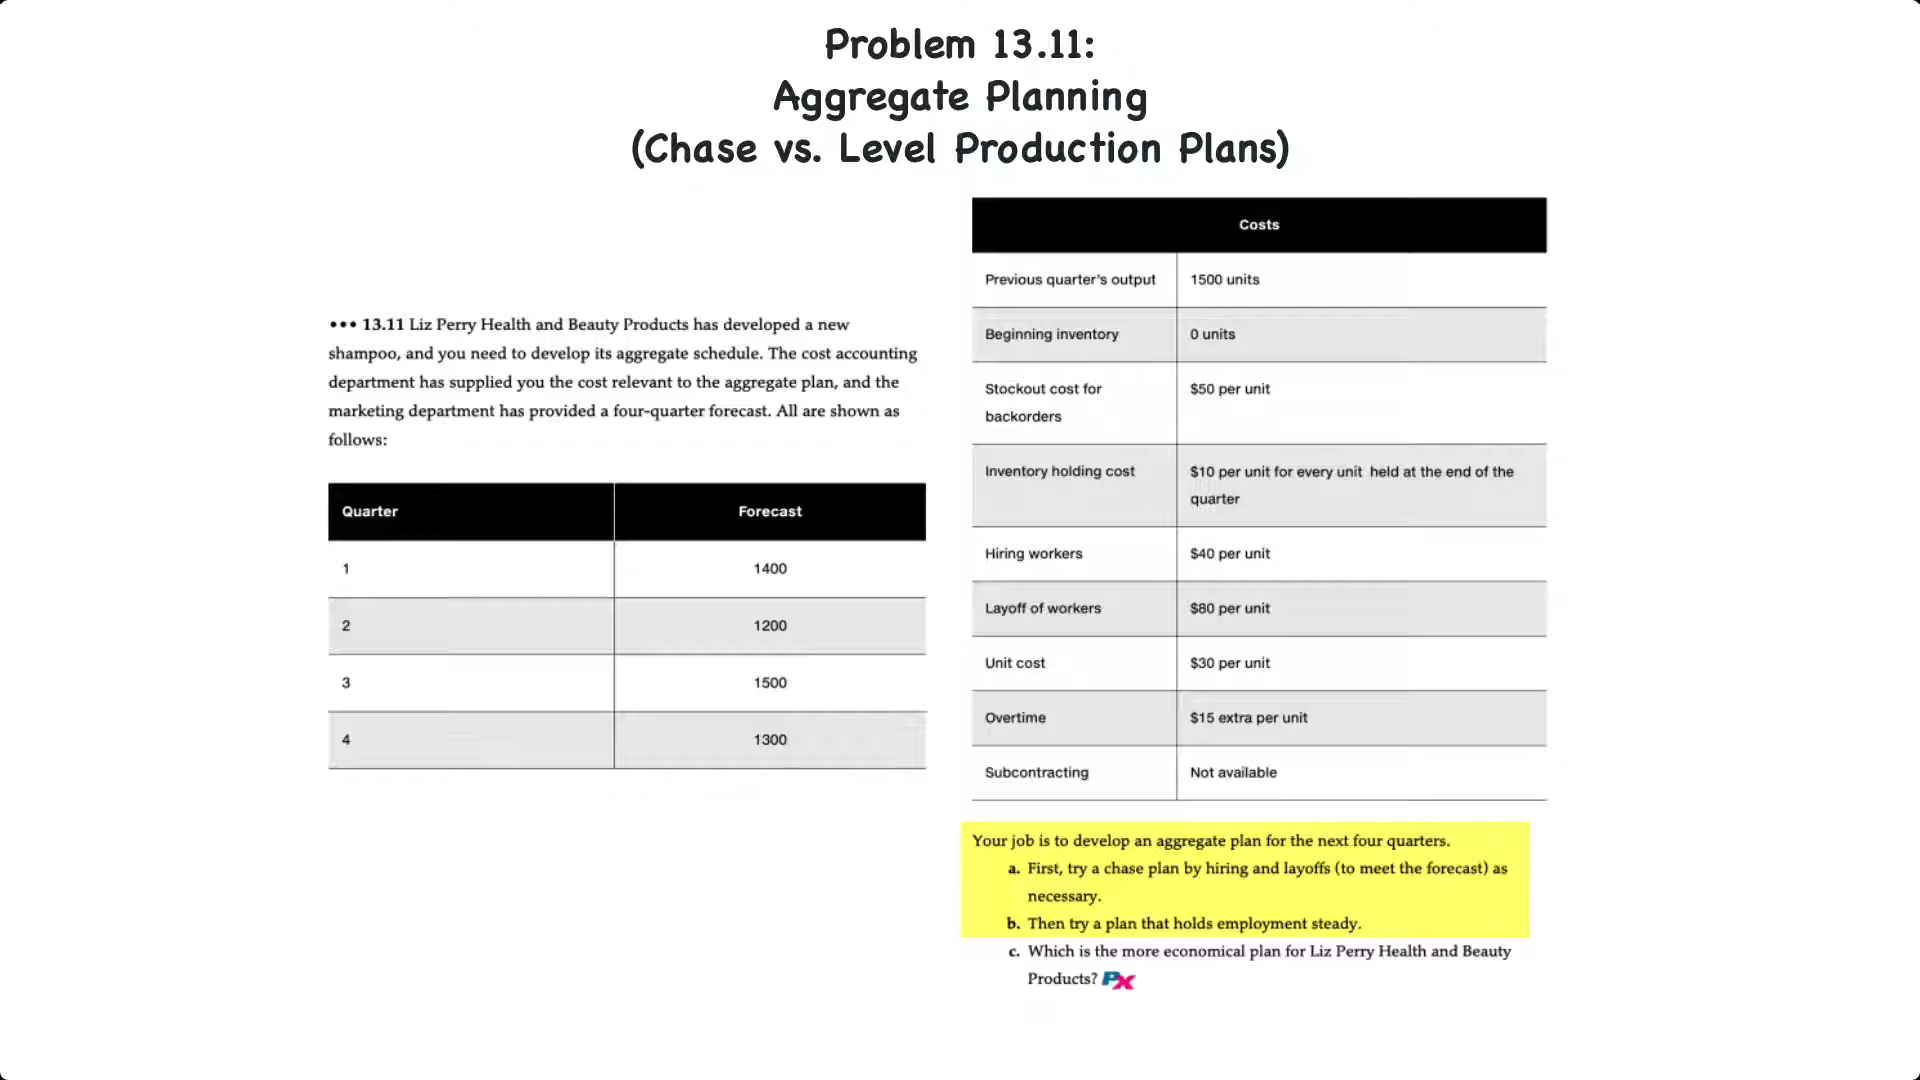 Problem 13.11:
Aggregate Planning
(Chase vs. Level Production Plans)
••• 13.11 Liz Perry Health and Beauty Products has developed a new
shampoo, and you need to develop its aggregate schedule. The cost accounting
department has supplied you the cost relevant to the aggregate plan, and the
marketing department has provided a four-quarter forecast. All are shown as
follows:
Quarter Forecast
1 1400
2 1200
3 1500
4 1300
Costs
Previous quarter's output 1500 units
Beginning inventory 0 units
Stockout cost for $50 per unit
backorders
Inventory holding cost $10 per unit for every unit held at the end of the
quarter
Hiring workers $40 per unit
Layoff of workers $80 per unit
Unit cost $30 per unit
Overtime $15 extra per unit
Subcontracting Not available
Your job is to develop an aggregate plan for the next four quarters.
a. First, try a chase plan by hiring and layoffs (to meet the forecast) as
necessary.
b. Then try a plan that holds employment steady.
c. Which is the more economical plan for Liz Perry Health and Beauty
Products? PX